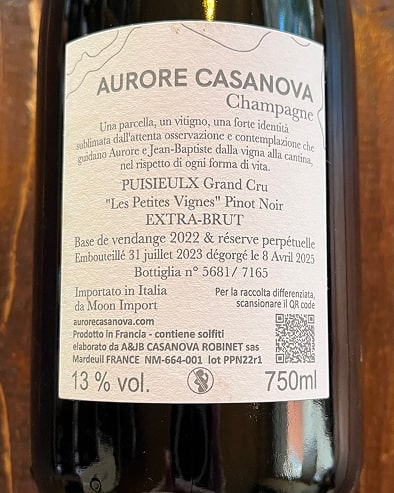 AURORE CASANOVA
Champagne
Una parcella, un vitigno, una forte identità
sublimata dall'attenta osservazione e contemplazione che
guidano Aurore e Jean-Baptiste dalla vigna alla cantina,
nel rispetto di ogni forma di vita.
PUISIEULX Grand Cru
"Les Petites Vignes" Pinot Noir
EXTRA-BRUT
Base de vendange 2022 & réserve perpétuelle
Embouteillé 31 juillet 2023 dégorgé le 8 Avril 2025
Bottiglia n° 5681/ 7165
Importato in Italia
da Moon Import
Per la raccolta differenziata,
scansionare il QR code
aurorecasanova.com
Prodotto in Francia - contiene solfiti
elaborato da A&JB CASANOVA ROBINET sas
Mardeuil FRANCE NM-664-001 lot PPN22r1
13 % vol.
750ml